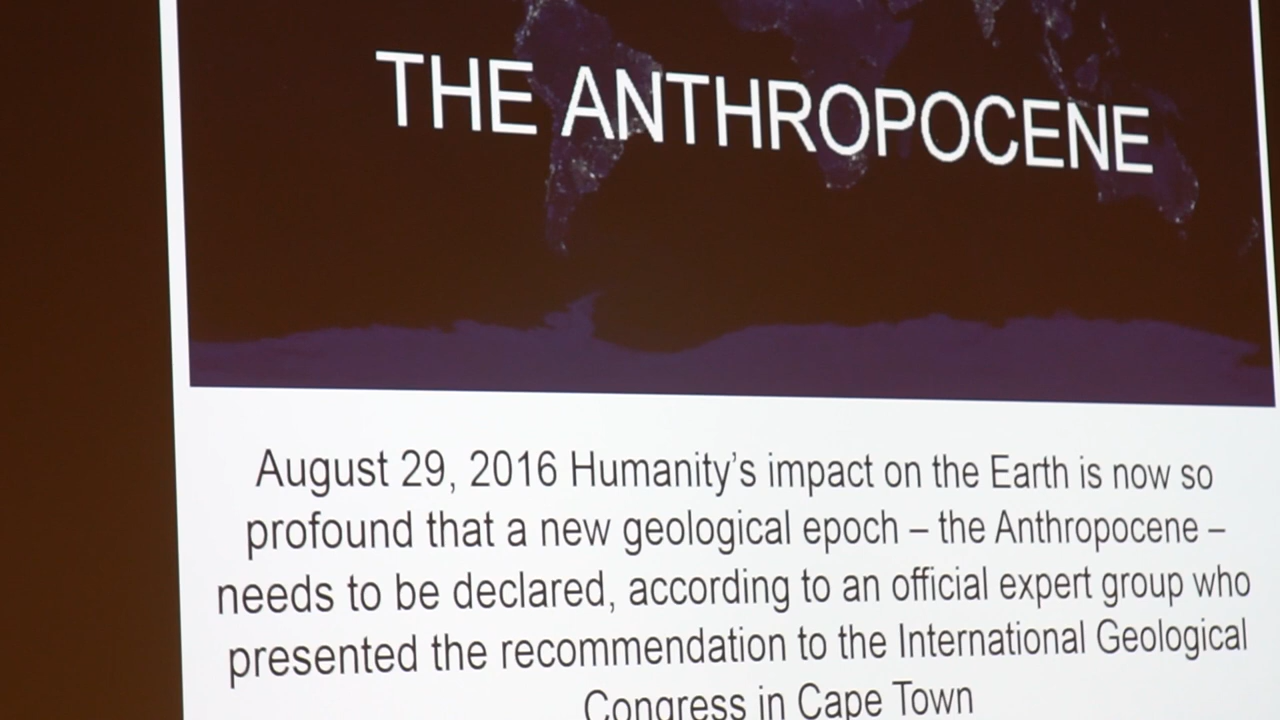 THE ANTHROPOCENE
August 29, 2016 Humanity’s impact on the Earth is now so
profound that a new geological epoch – the Anthropocene –
needs to be declared, according to an official expert group who
presented the recommendation to the International Geological
Congress in Cape Town